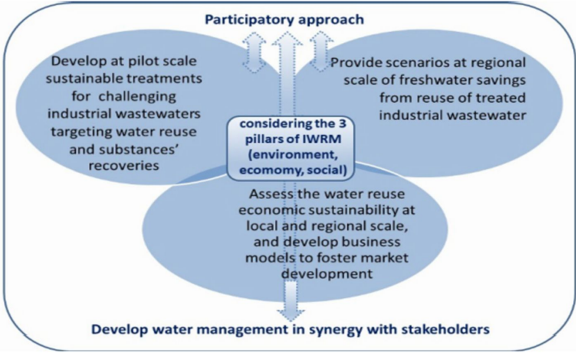 Participatory approach
Develop at pilot scale
sustainable treatments
for challenging
industrial wastewaters
targeting water reuse
and substances'
recoveries
Provide scenarios at regional
scale of freshwater savings
from reuse of treated
industrial wastewater
considering the 3
pillars of IWRM
(environment,
ecomomy, social)
Assess the water reuse
economic sustainability at
local and regional scale,
and develop business
models to foster market
development
Develop water management in synergy with stakeholders